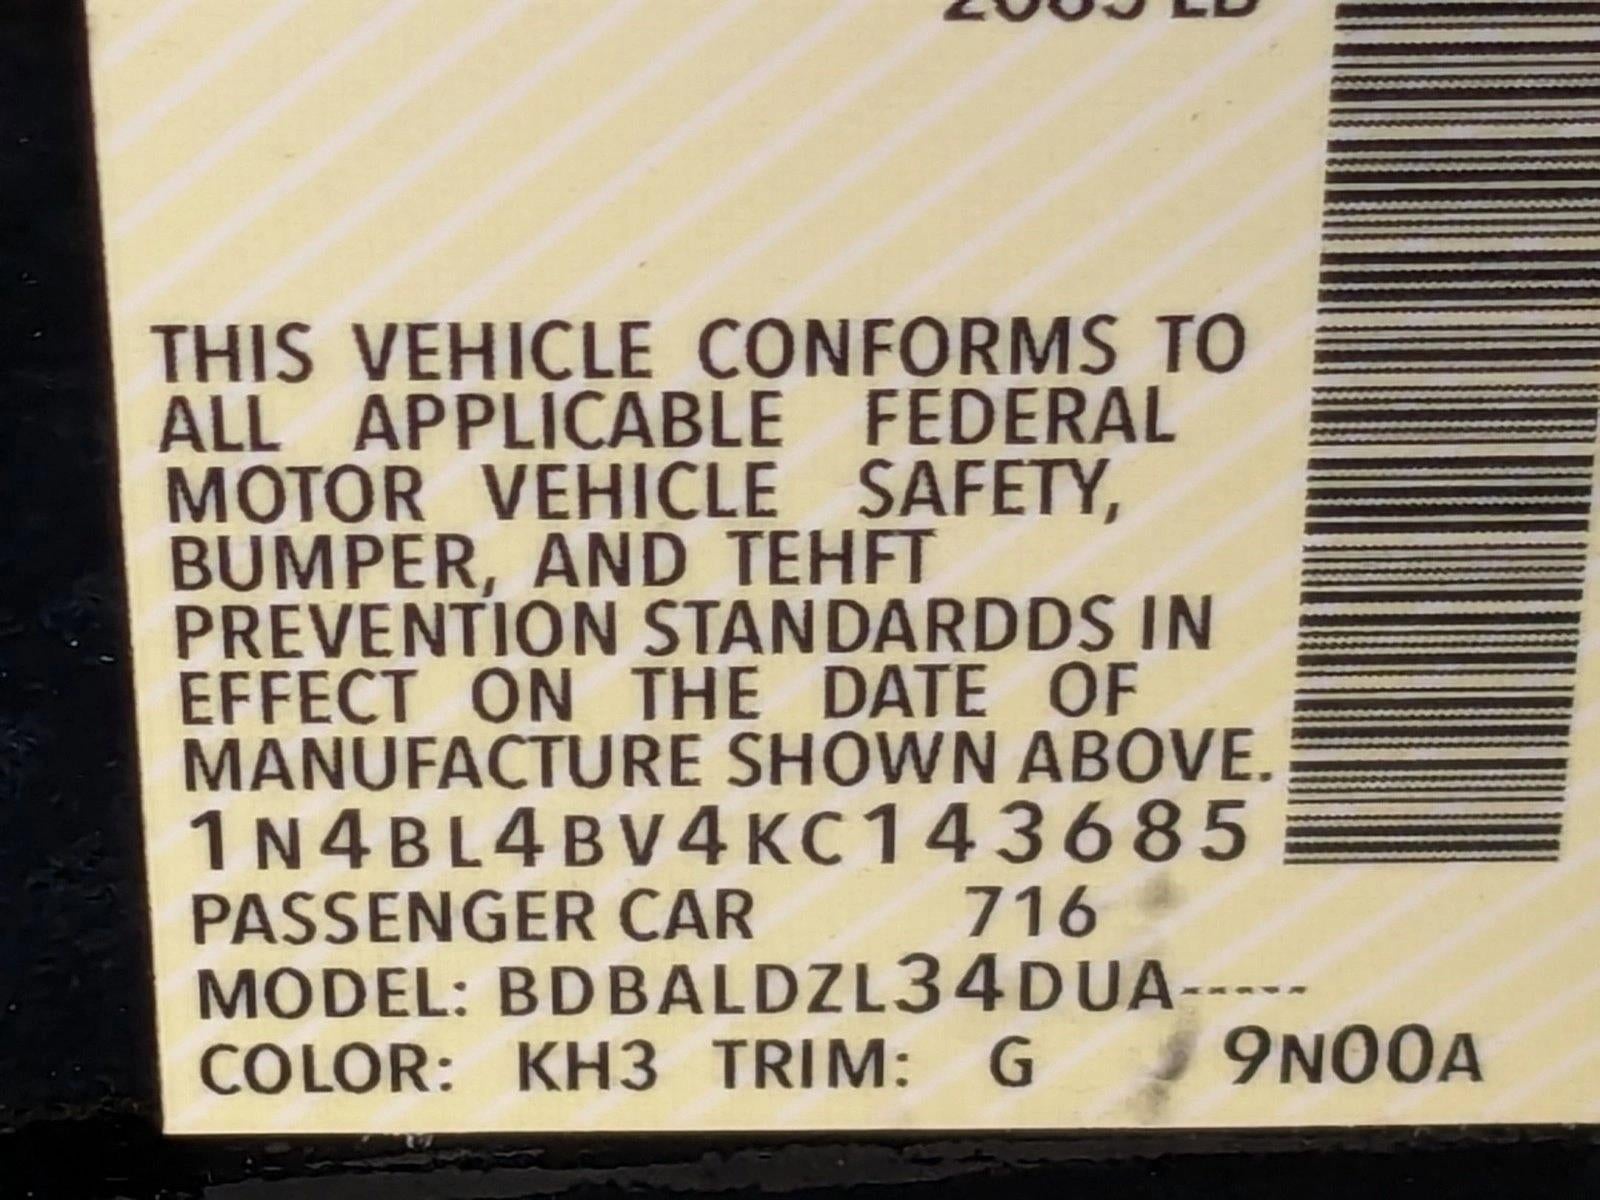 THIS VEHICLE CONFORMS TO
ALL APPLICABLE FEDERAL
MOTOR VEHICLE SAFETY,
BUMPER, AND TEHFT
PREVENTION STANDARDDS IN
EFFECT ON THE DATE OF
MANUFACTURE SHOWN ABOVE.
1N4BL4BV4KC143685
PASSENGER CAR 716
MODEL: BDBALDZL34DUA-----
COLOR: KH3 TRIM: G 9N00A